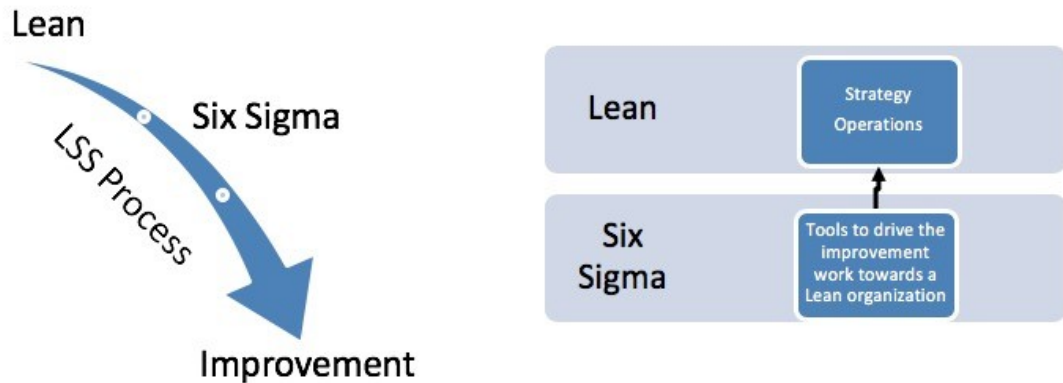 Lean
Six Sigma
LSS Process
Improvement
Lean
Strategy
Operations
Six
Sigma
Tools to drive the
improvement
work towards a
Lean organization